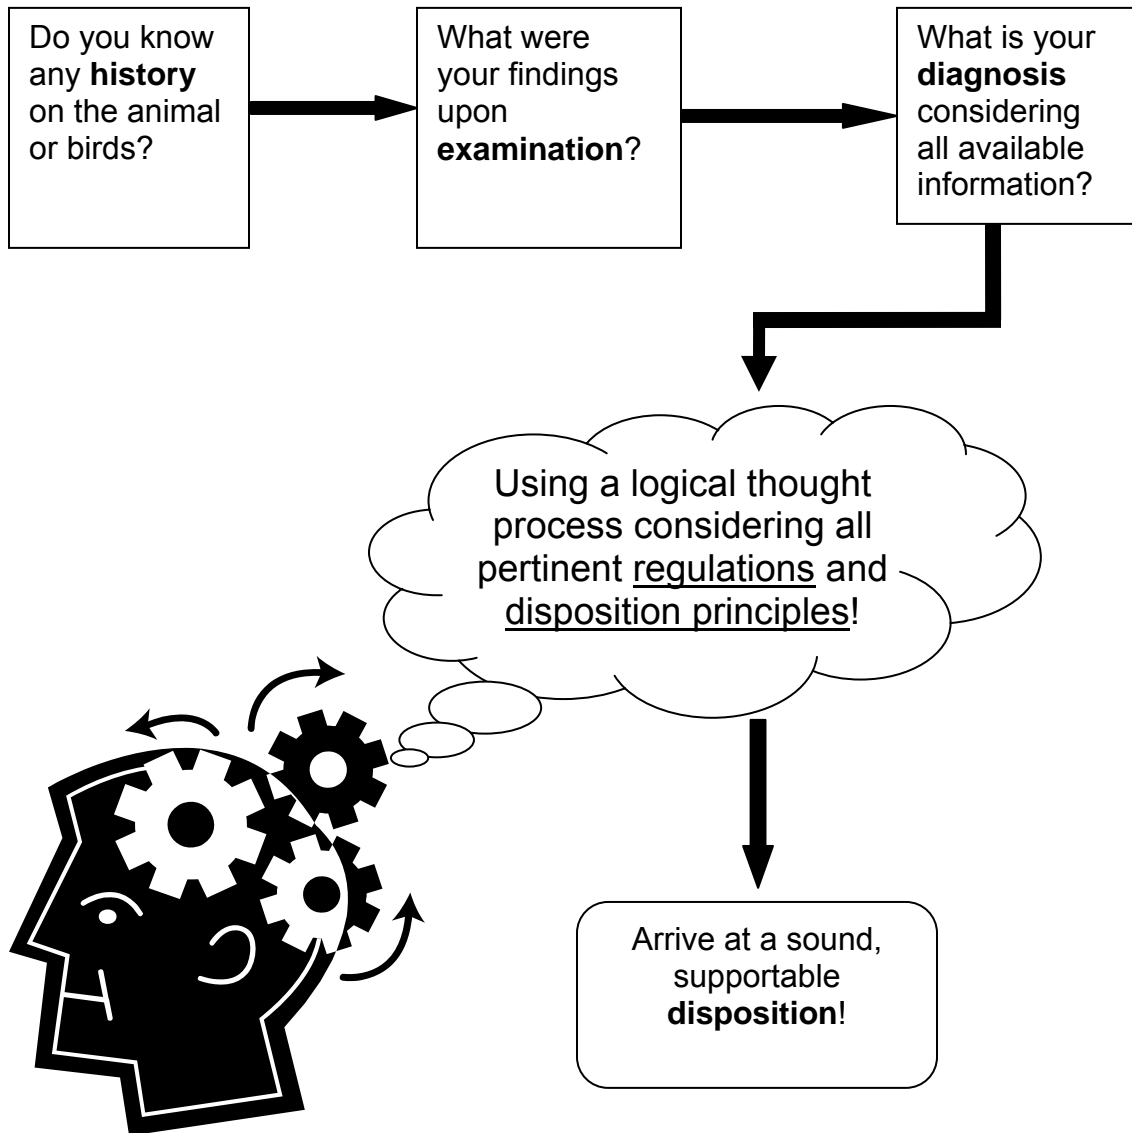 Do you know
any history
on the animal
or birds?
What were
your findings
upon
examination?
What is your
diagnosis
considering
all available
information?
Using a logical thought
process considering all
pertinent regulations and
disposition principles!
Arrive at a sound,
supportable
disposition!